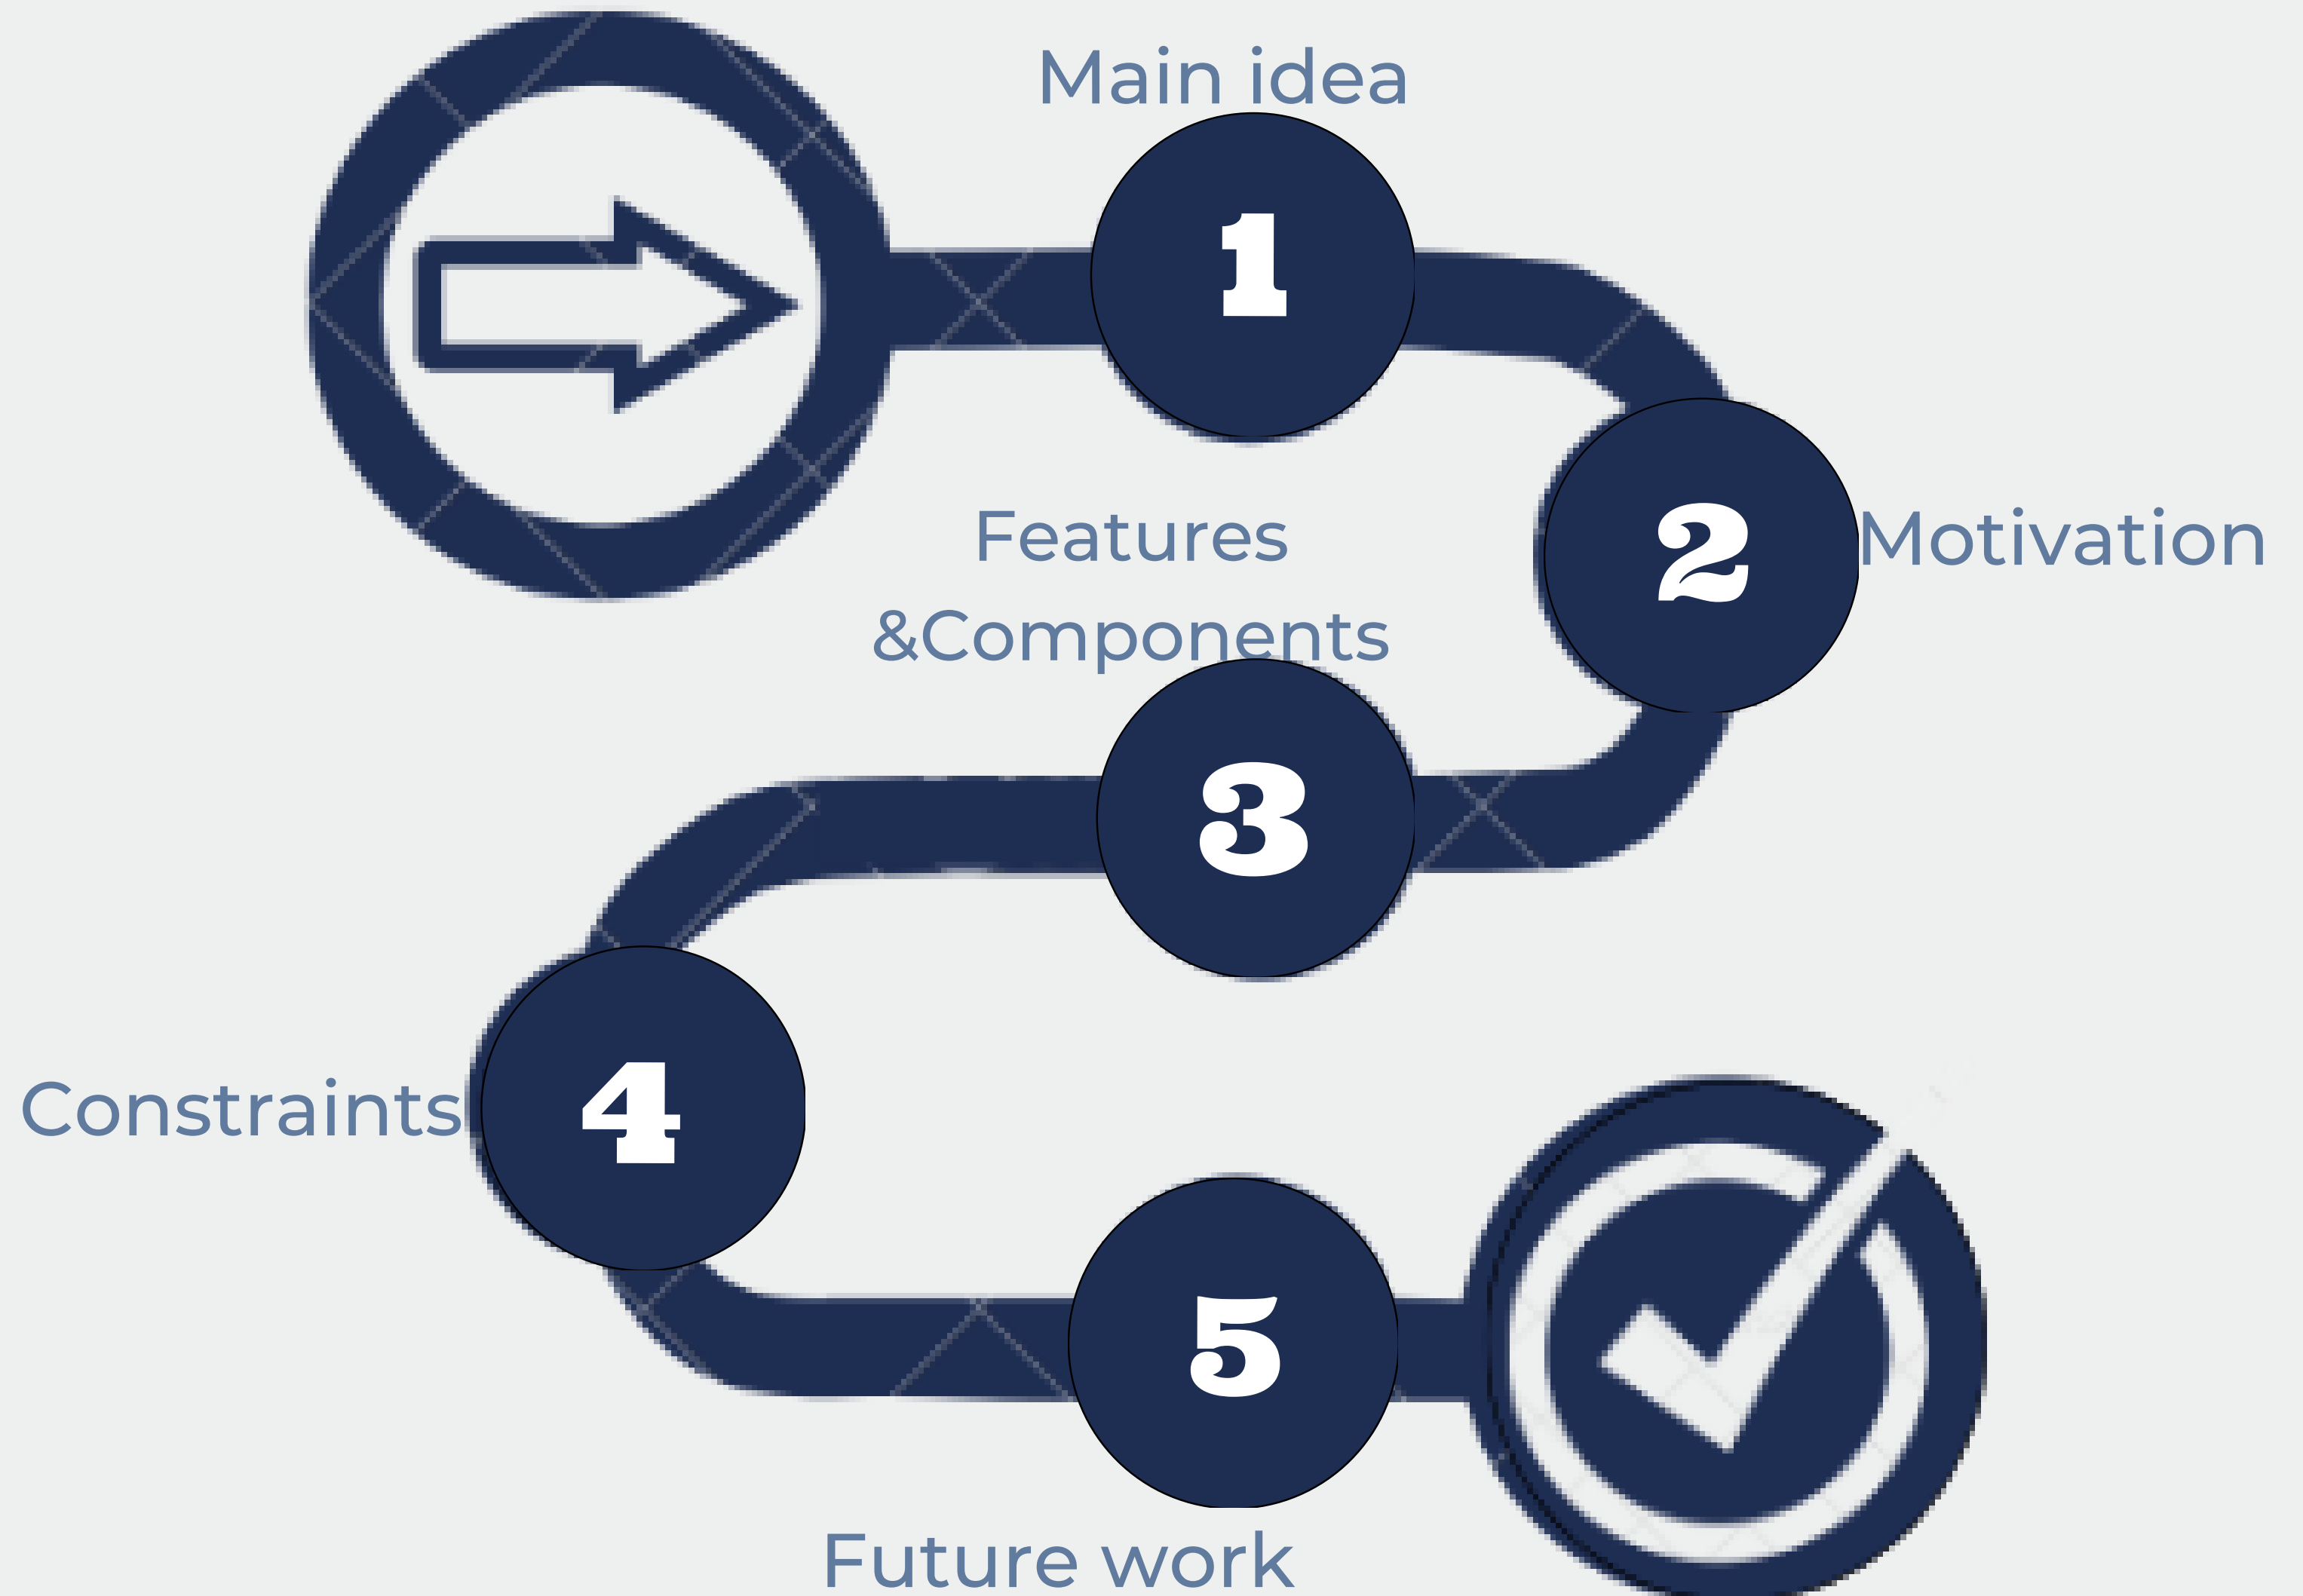 Main idea
1
2
Motivation
Features
&Components
3
4
Constraints
5
Future work